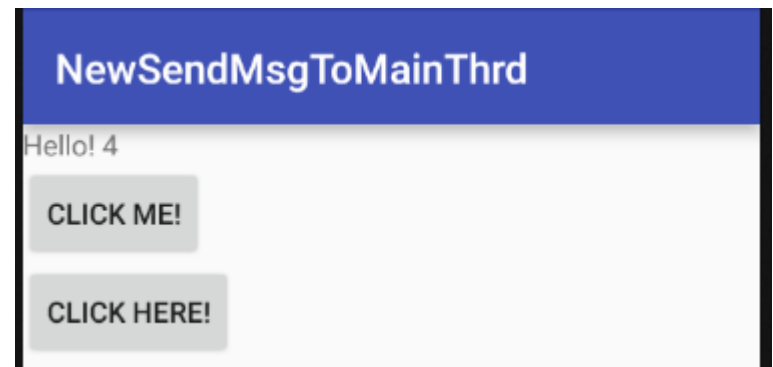 NewSendMsgToMainThrd
Hello! 4
CLICK ME!
CLICK HERE!